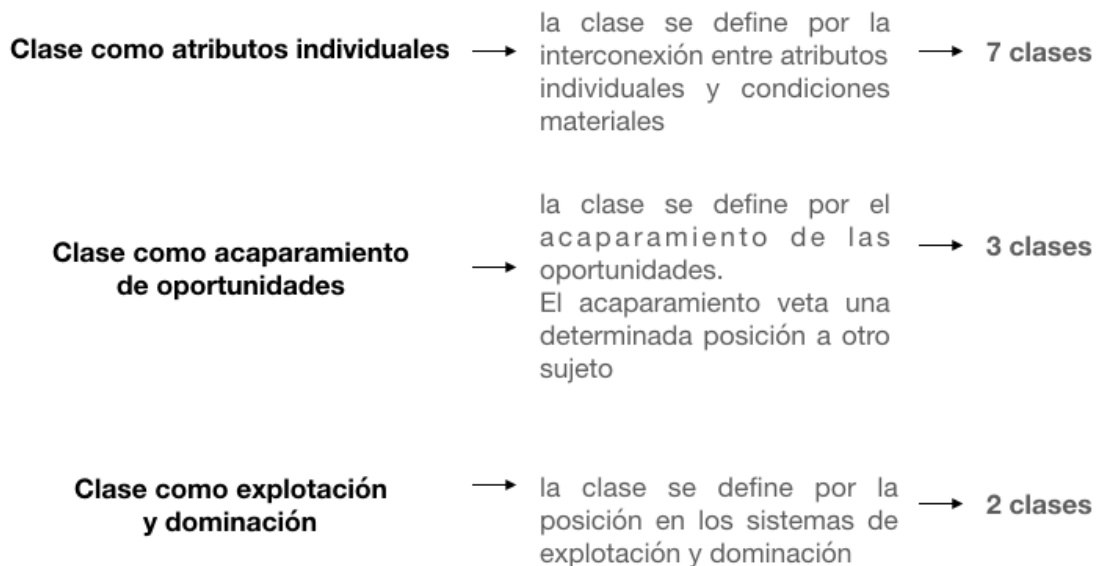 Clase como atributos individuales
la clase se define por la
interconexión entre atributos
individuales y condiciones
materiales
7 clases
Clase como acaparamiento
de oportunidades
la clase se define por el
acaparamiento de las
oportunidades.
El acaparamiento veta una
determinada posición a otro
sujeto
3 clases
Clase como explotación
y dominación
la clase se define por la
posición en los sistemas de
explotación y dominación
2 clases